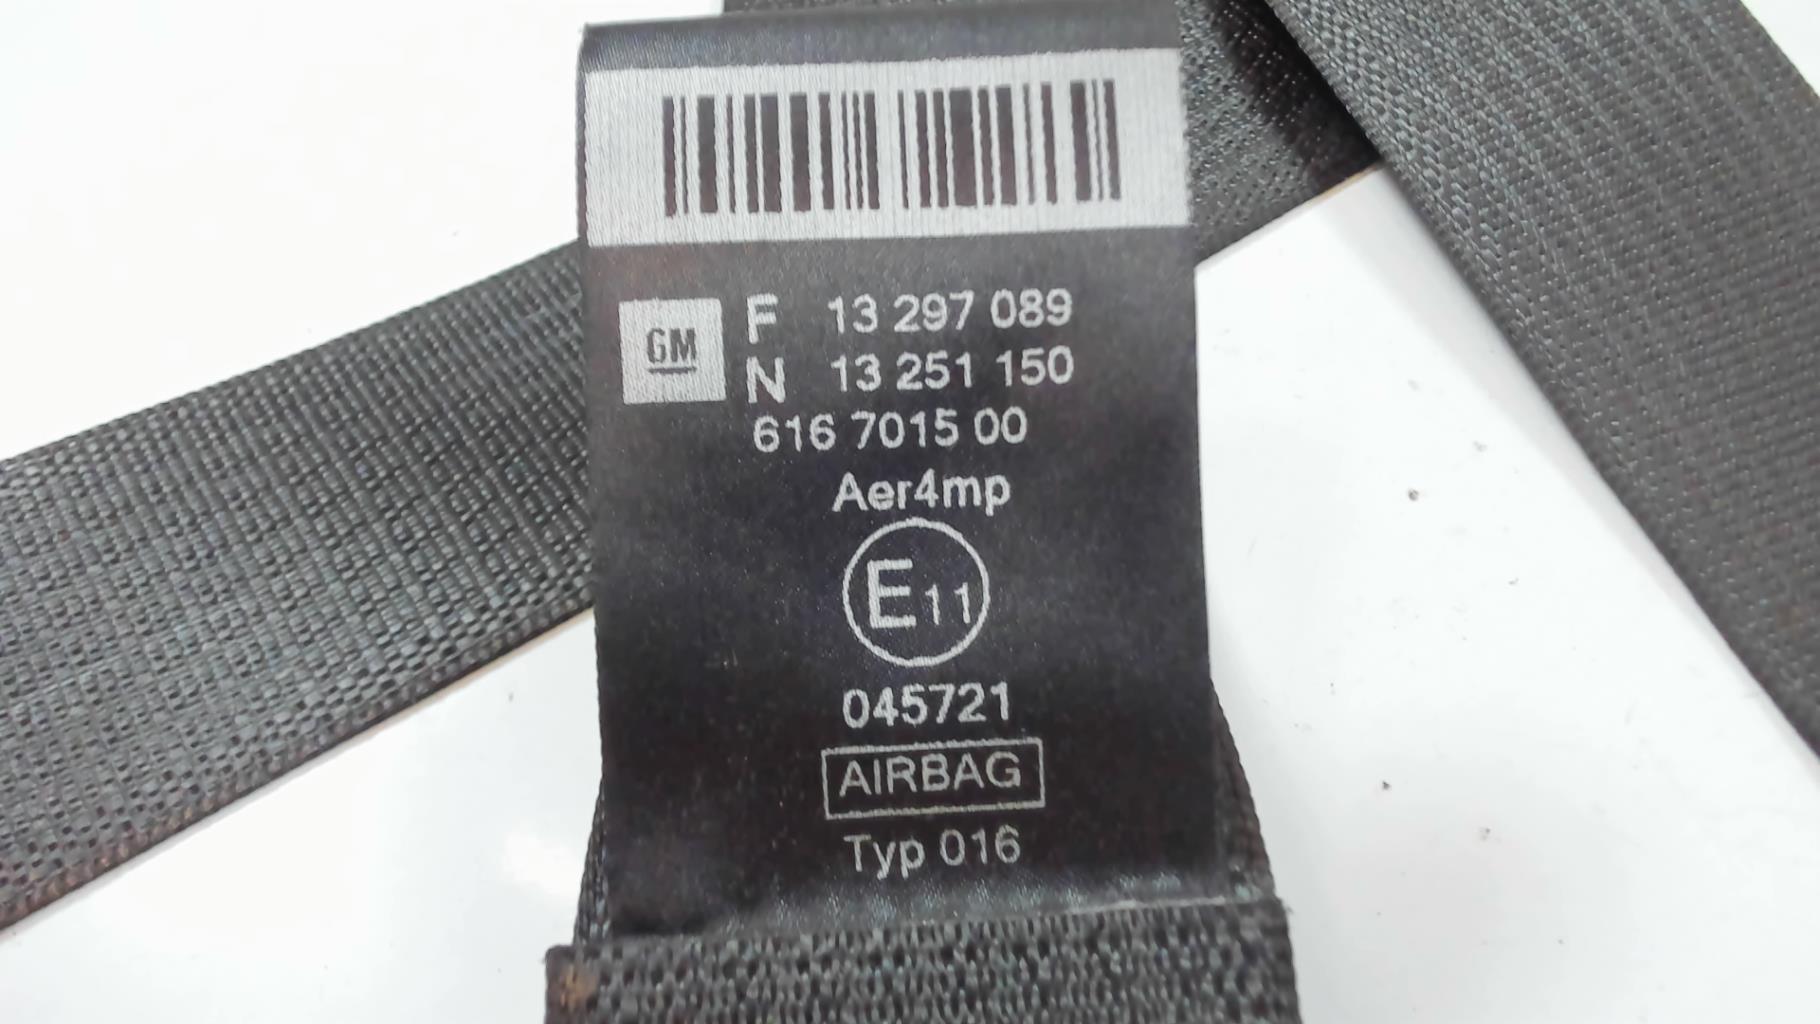 GM F 13 297 089
N 13 251 150
616 7015 00
Aer4mp
E11
045721
AIRBAG
Typ 016